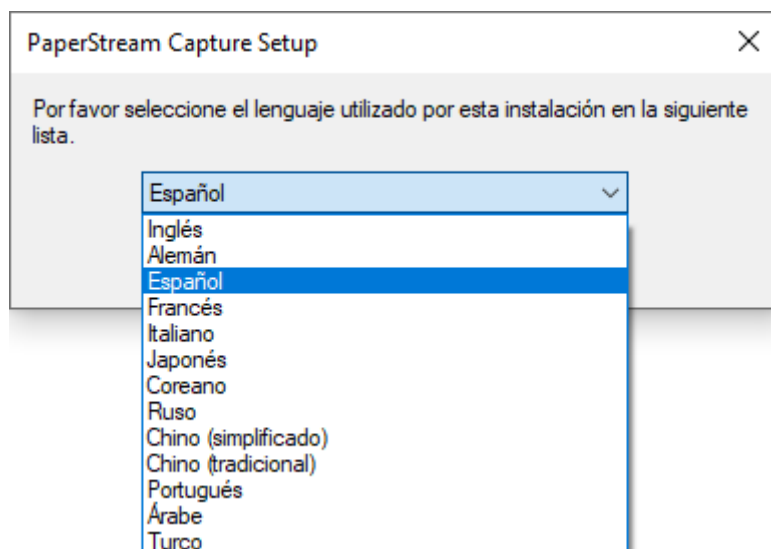 PaperStream Capture Setup
Por favor seleccione el lenguaje utilizado por esta instalación en la siguiente
lista.
Español
Inglés
Alemán
Español
Francés
Italiano
Japonés
Coreano
Ruso
Chino (simplificado)
Chino (tradicional)
Portugués
Árabe
Turco